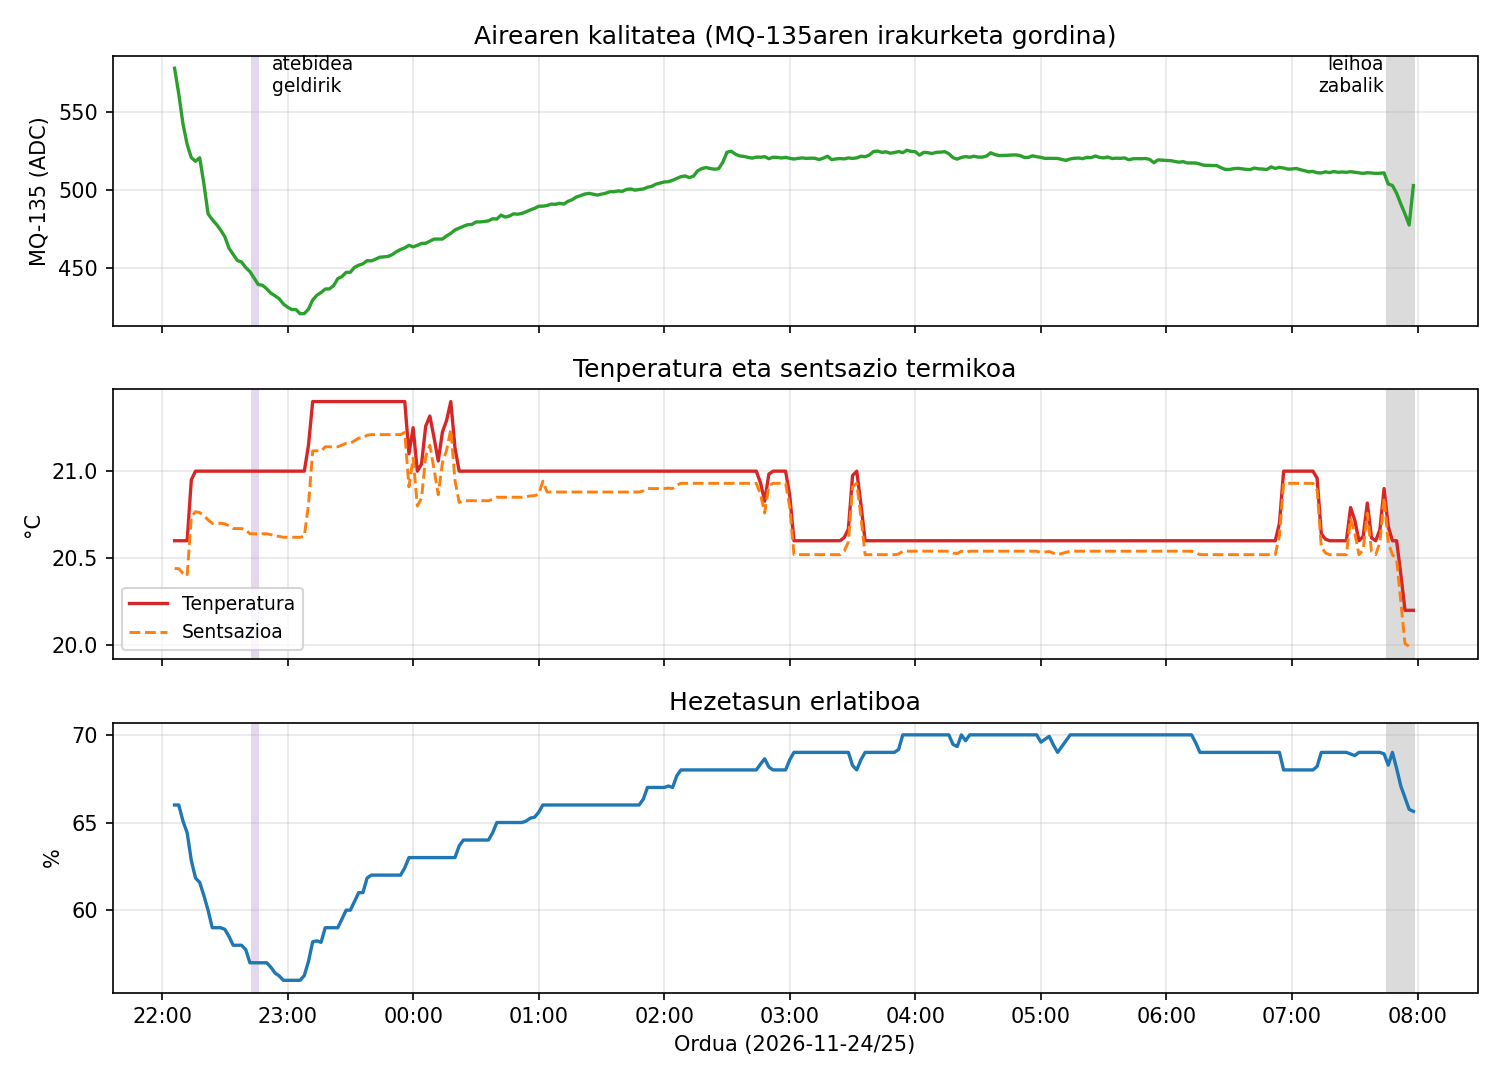 Airearen kalitatea (MQ-135aren irakurketa gordina)
atebidea
geldirik
leihoa
zabalik
MQ-135 (ADC)
550
500
450
Tenperatura eta sentsazio termikoa
°C
21.0
20.5
20.0
Tenperatura
Sentsazioa
Hezetasun erlatiboa
%
70
65
60
22:00 23:00 00:00 01:00 02:00 03:00 04:00 05:00 06:00 07:00 08:00
Ordua (2026-11-24/25)